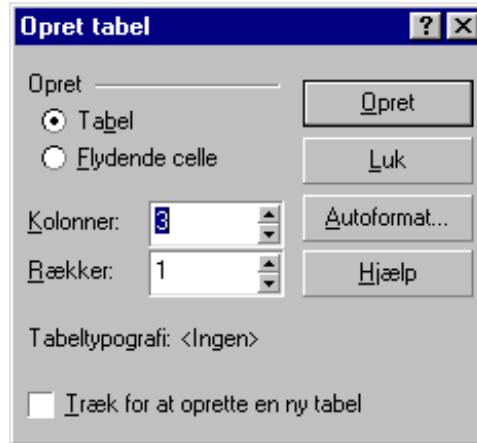 Opret tabel
Opret
Tabel
Flydende celle
Kolonner: 3
Rækker: 1
Tabeltypografi: <Ingen>
Træk for at oprette en ny tabel
Opret
Luk
Autoformat...
Hjælp